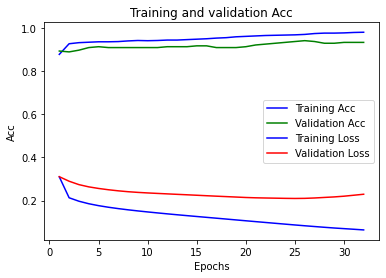 Training and validation Acc
1.0
0.8
0.6
0.4
0.2
Acc
Training Acc
Validation Acc
Training Loss
Validation Loss
0 5 10 15 20 25 30
Epochs